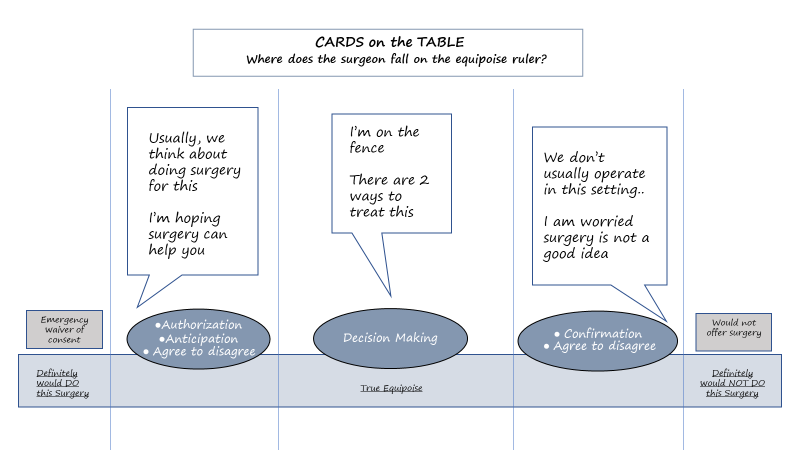 CARDS on the TABLE
Where does the surgeon fall on the equipoise ruler?
Usually, we
think about
doing surgery
for this
I'm hoping
surgery can
help you
I'm on the
fence
There are 2
ways to
treat this
We don't
usually operate
in this setting..
I am worried
surgery is not a
good idea
Emergency
Waiver of
consent
•Authorization
•Anticipation
• Agree to disagree
Decision Making
• Confirmation
• Agree to disagree
Would not
offer surgery
Definitely
would DO
this Surgery
True Equipoise
Definitely
would NOT DO
this Surgery